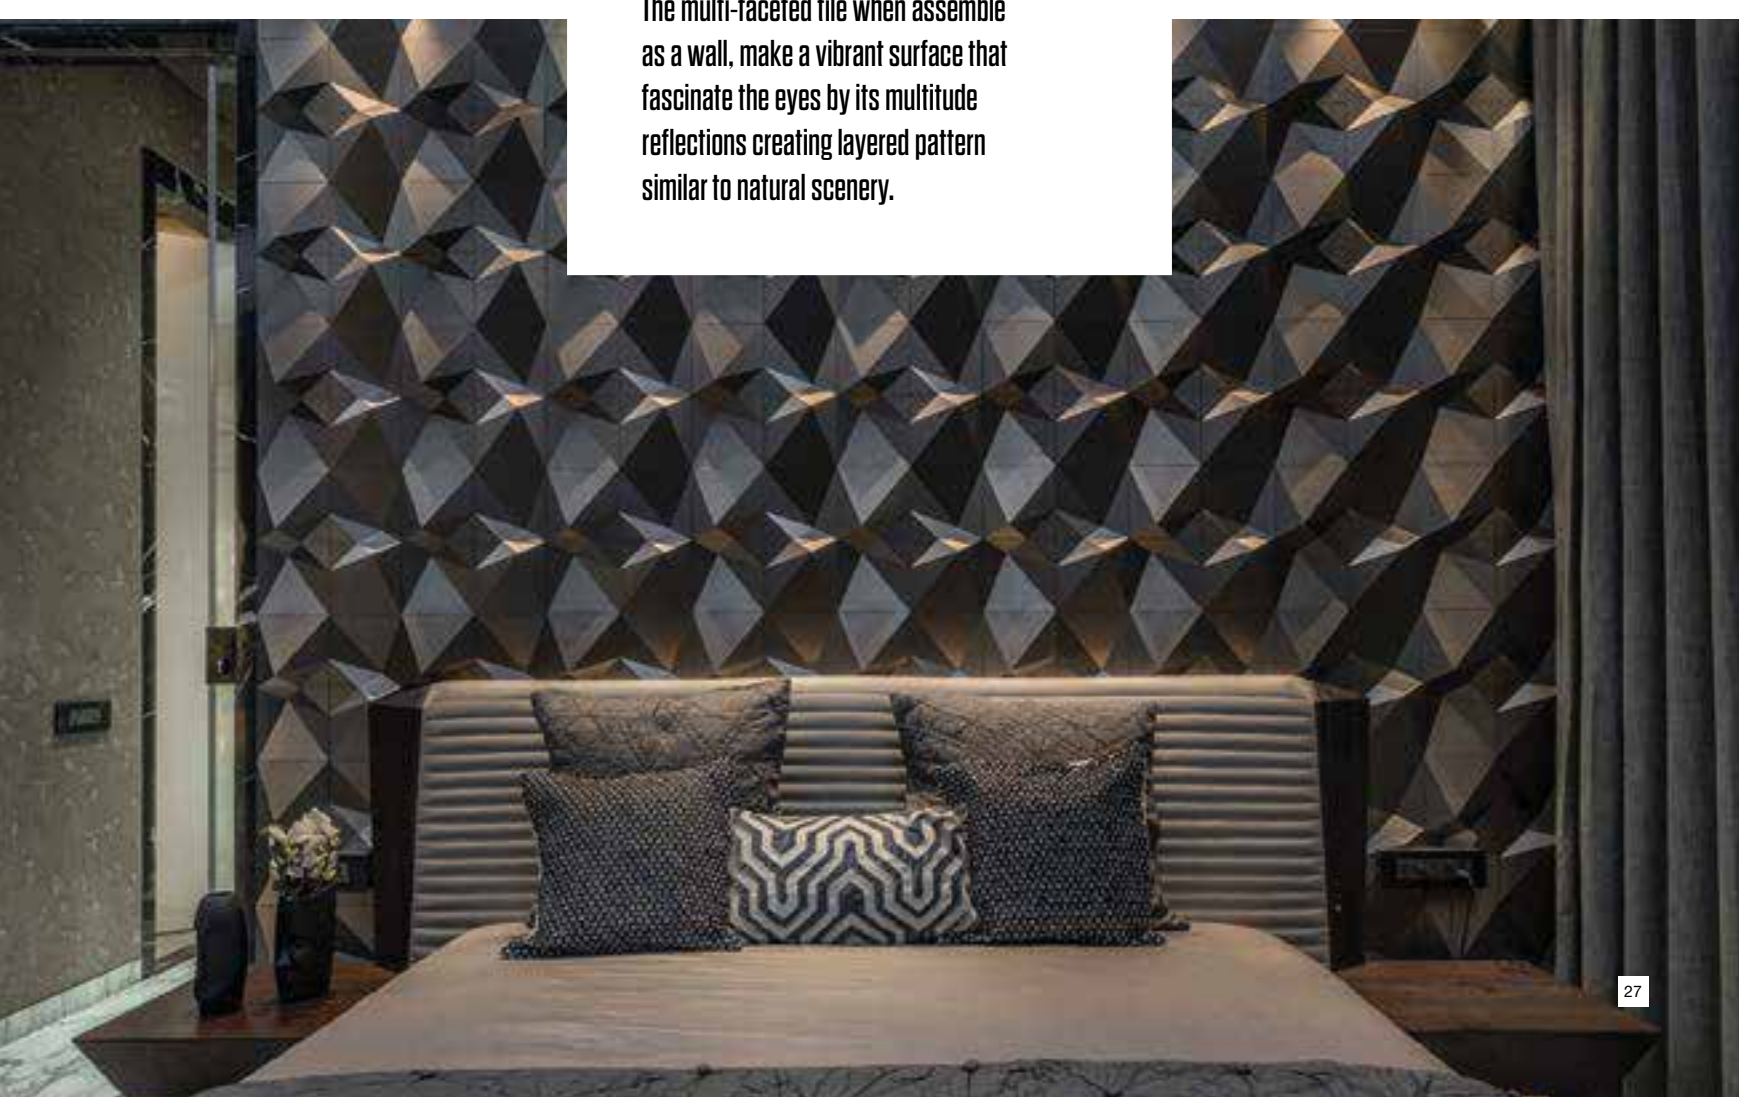 The multi-faceted tile when assemble
as a wall, make a vibrant surface that
fascinate the eyes by its multitude
reflections creating layered pattern
similar to natural scenery.
27